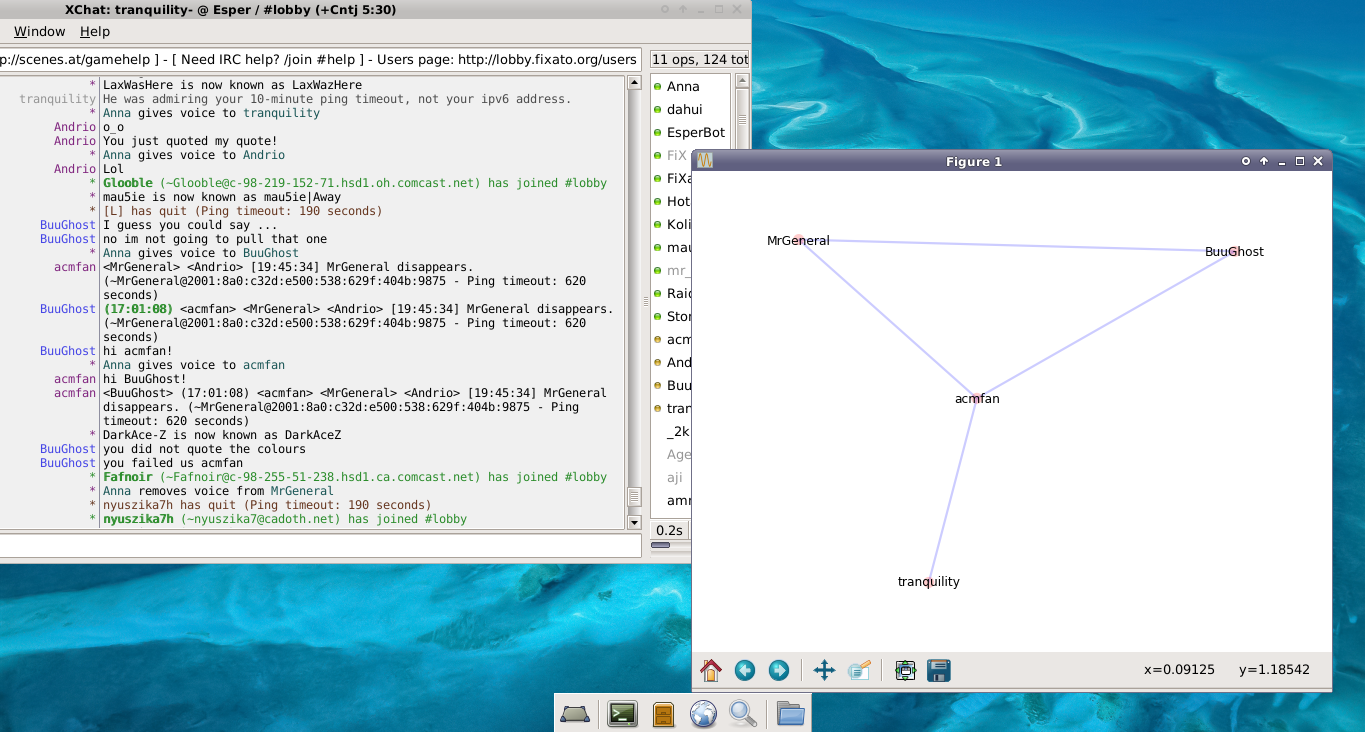 XChat: tranquility- @ Esper / #lobby (+Cntj 5:30)
Window Help
p://scenes.at/gamehelp ] - [ Need IRC help? /join #help ] - Users page: http://lobby.fixato.org/users
11 ops, 124 tot
* LaxWasHere is now known as LaxWazHere
tranquility He was admiring your 10-minute ping timeout, not your ipv6 address.
* Anna gives voice to tranquility
Andrio o_o
Andrio You just quoted my quote!
* Anna gives voice to Andrio
Andrio Lol
* Glooble (~Glooble@c-98-219-152-71.hsd1.oh.comcast.net) has joined #lobby
* mau5ie is now known as mau5ie|Away
* [L] has quit (Ping timeout: 190 seconds)
BuuGhost I guess you could say ...
BuuGhost no im not going to pull that one
* Anna gives voice to BuuGhost
acmfan <MrGeneral> <Andrio> [19:45:34] MrGeneral disappears.
(~MrGeneral@2001:8a0:c32d:e500:538:629f:404b:9875 - Ping timeout: 620
seconds)
BuuGhost (17:01:08) <acmfan> <MrGeneral> <Andrio> [19:45:34] MrGeneral disappears.
(~MrGeneral@2001:8a0:c32d:e500:538:629f:404b:9875 - Ping timeout: 620
seconds)
BuuGhost hi acmfan!
* Anna gives voice to acmfan
acmfan hi BuuGhost!
acmfan <BuuGhost> (17:01:08) <acmfan> <MrGeneral> <Andrio> [19:45:34] MrGeneral
disappears. (~MrGeneral@2001:8a0:c32d:e500:538:629f:404b:9875 - Ping
timeout: 620 seconds)
* DarkAce-Z is now known as DarkAceZ
BuuGhost you did not quote the colours
BuuGhost you failed us acmfan
* Fafnoir (~Fafnoir@c-98-255-51-238.hsd1.ca.comcast.net) has joined #lobby
* Anna removes voice from MrGeneral
* nyuszika7h has quit (Ping timeout: 190 seconds)
* nyuszika7h (~nyuszika7@cadoth.net) has joined #lobby
Anna
dahui
EsperBot
FiX
FiXa
Hot
Koli
mau
mr_
Raid
Stor
acm
And
Buu
tran
_2k
Age
aji
amr
0.2s
Figure 1
MrGeneral
BuuGhost
acmfan
tranquility
x=0.09125 y=1.18542